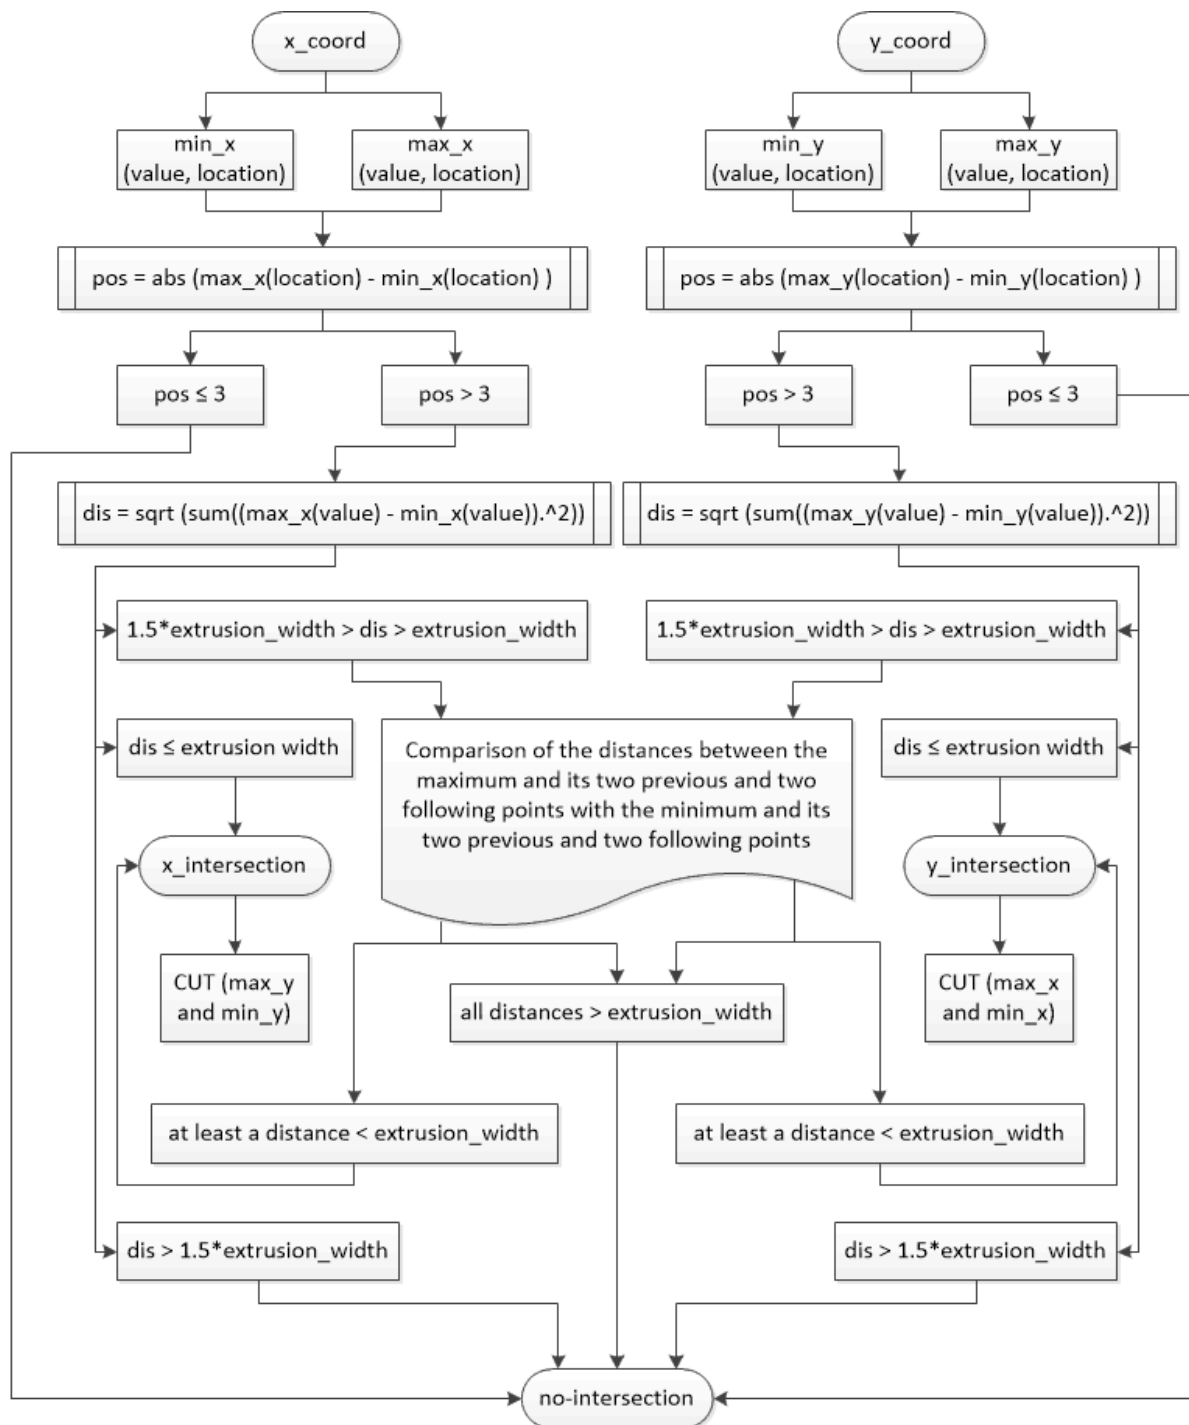 x_coord
y_coord
min_x
(value, location)
max_x
(value, location)
min_y
(value, location)
max_y
(value, location)
pos = abs (max_x(location) - min_x(location) )
pos = abs (max_y(location) - min_y(location) )
pos ≤ 3
pos > 3
pos > 3
pos ≤ 3
dis = sqrt (sum((max_x(value) - min_x(value)).^2))
dis = sqrt (sum((max_y(value) - min_y(value)).^2))
1.5*extrusion_width > dis > extrusion_width
1.5*extrusion_width > dis > extrusion_width
dis ≤ extrusion width
Comparison of the distances between the
maximum and its two previous and two
following points with the minimum and its
two previous and two following points
dis ≤ extrusion width
x_intersection
y_intersection
CUT (max_y
and min_y)
all distances > extrusion_width
CUT (max_x
and min_x)
at least a distance < extrusion_width
at least a distance < extrusion_width
dis > 1.5*extrusion_width
dis > 1.5*extrusion_width
no-intersection